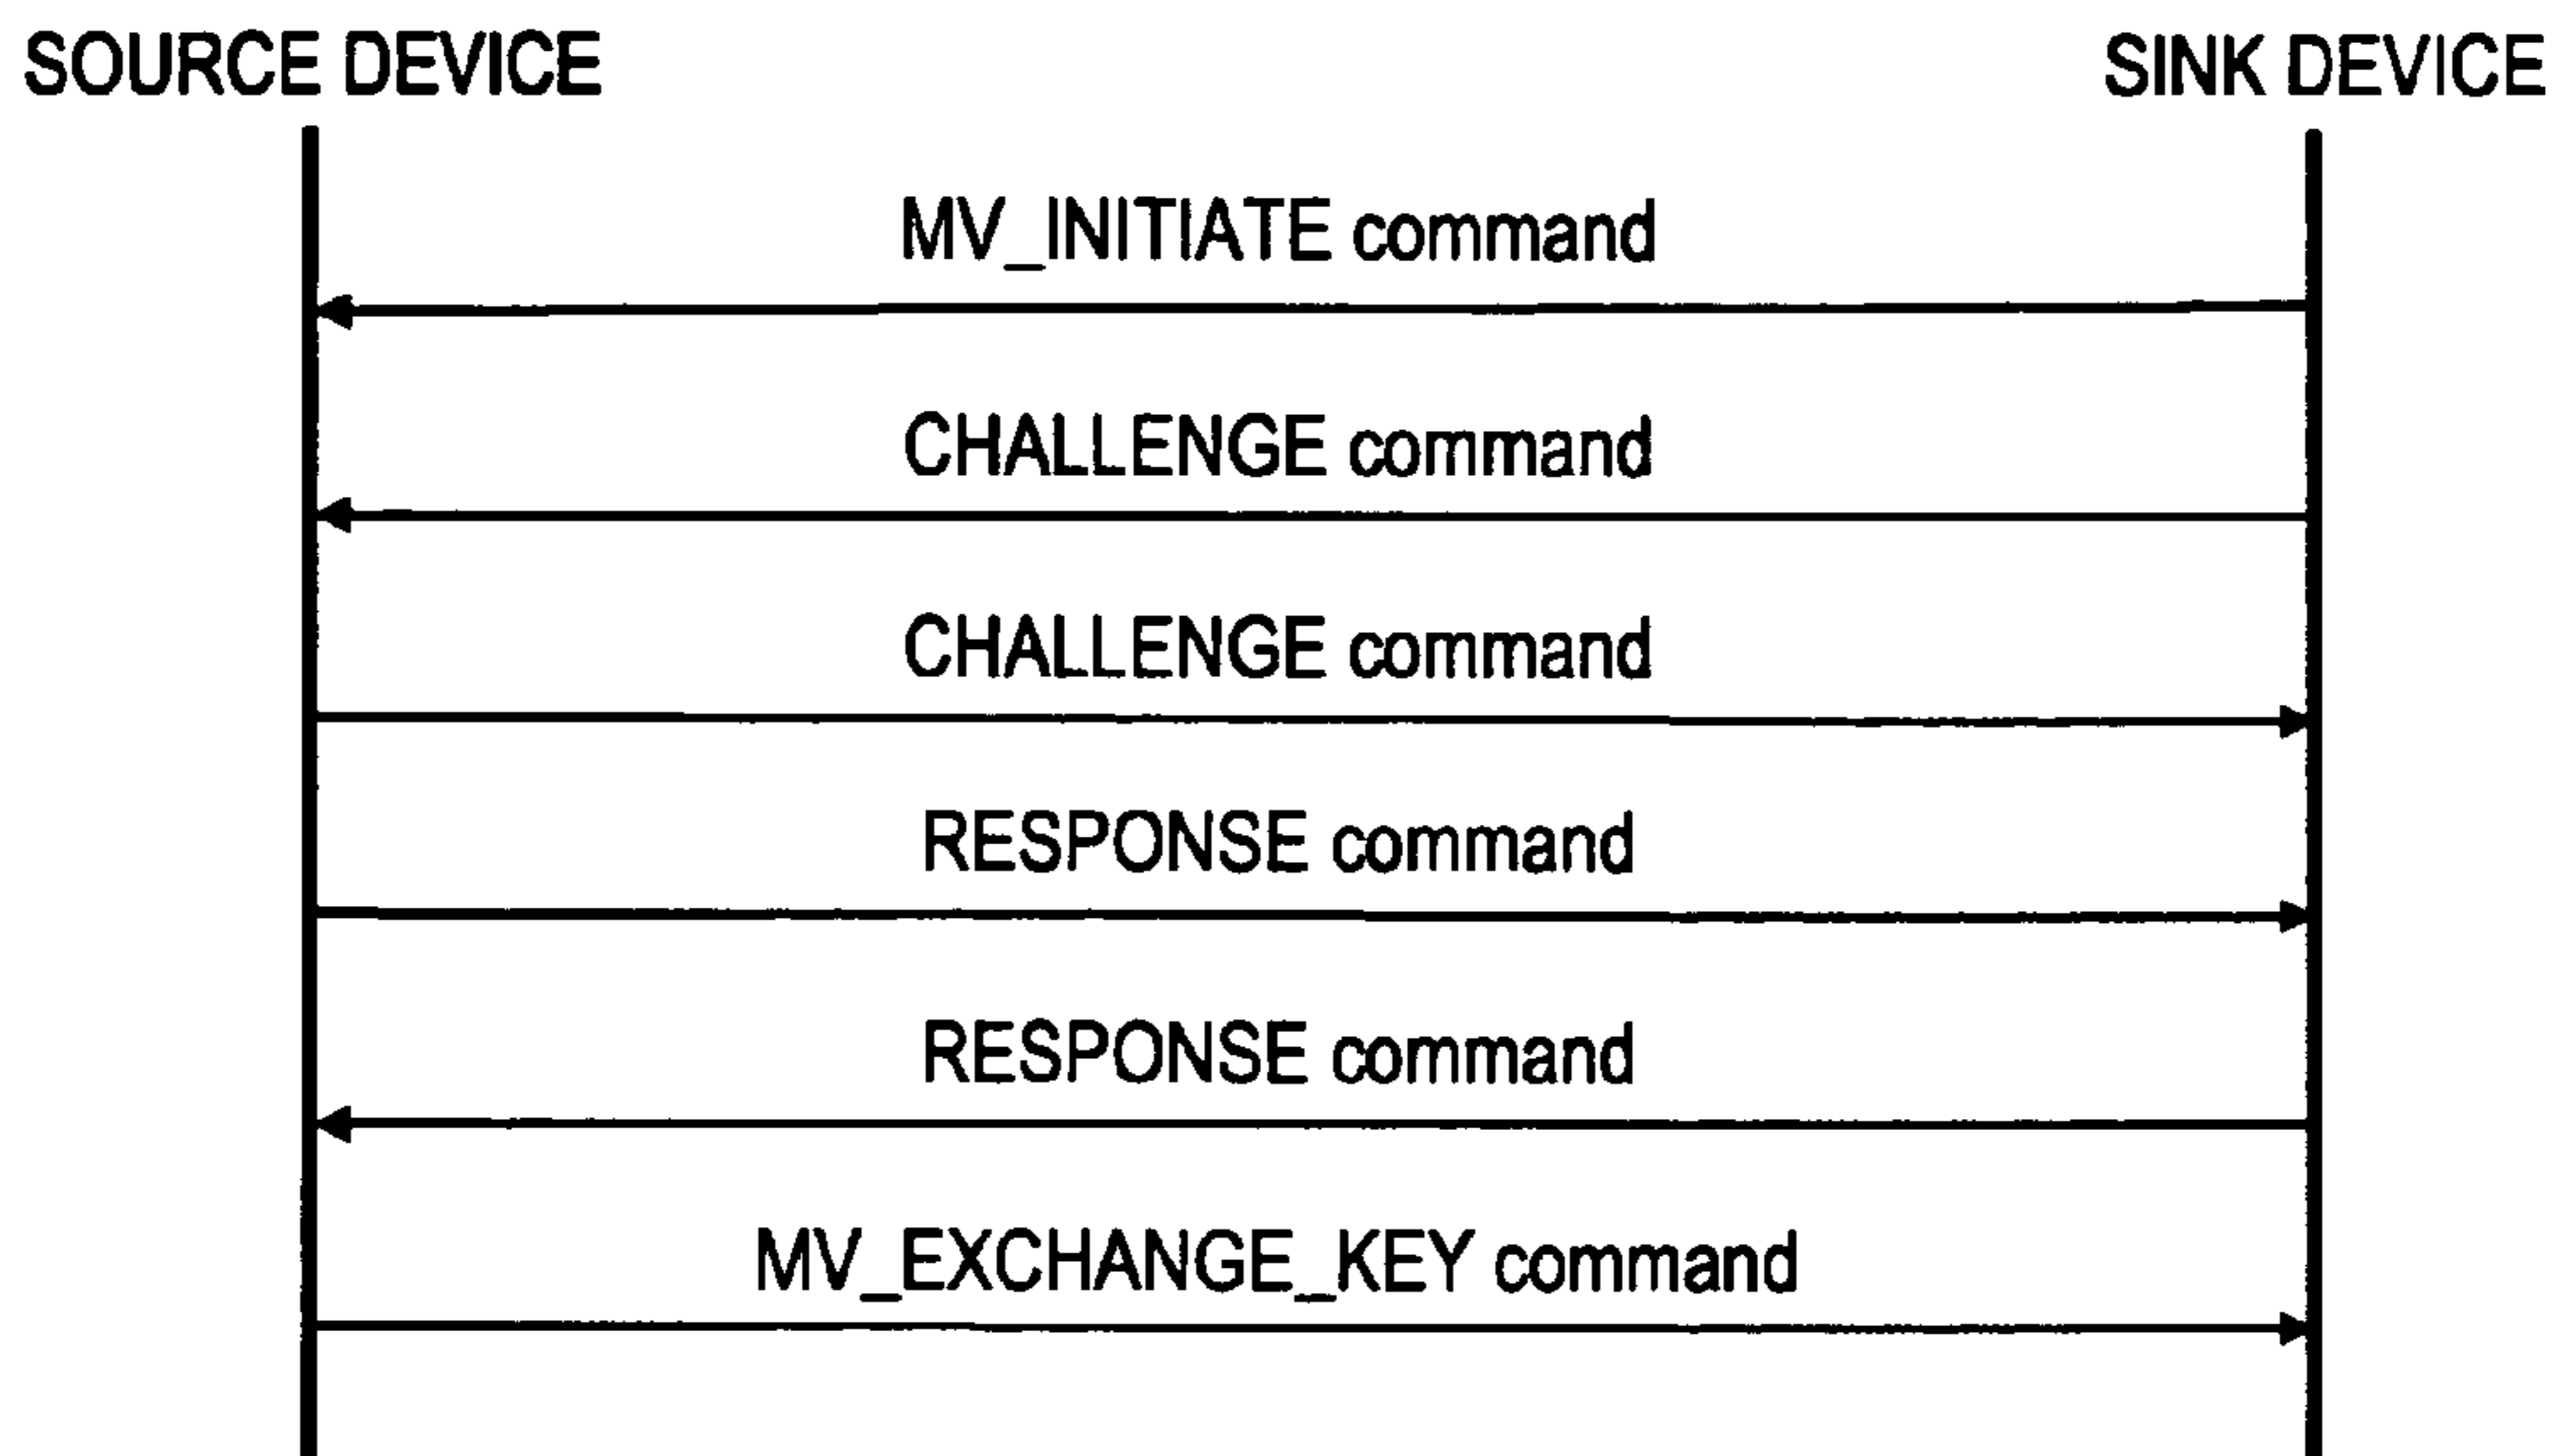 SOURCE DEVICE SINK DEVICE
MV_INITIATE command
CHALLENGE command
CHALLENGE command
RESPONSE command
RESPONSE command
MV_EXCHANGE_KEY command